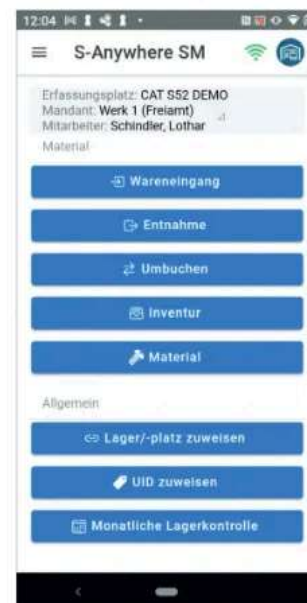 12:04
S-Anywhere SM
Erfassungsplatz: CAT S52 DEMO
Mandant: Werk 1 (Freiamt)
Mitarbeiter: Schindler, Lothar
Material
Wareneingang
Entnahme
Umbuchen
Inventur
Material
Allgemein
Lager/-platz zuweisen
UID zuweisen
Monatliche Lagerkontrolle